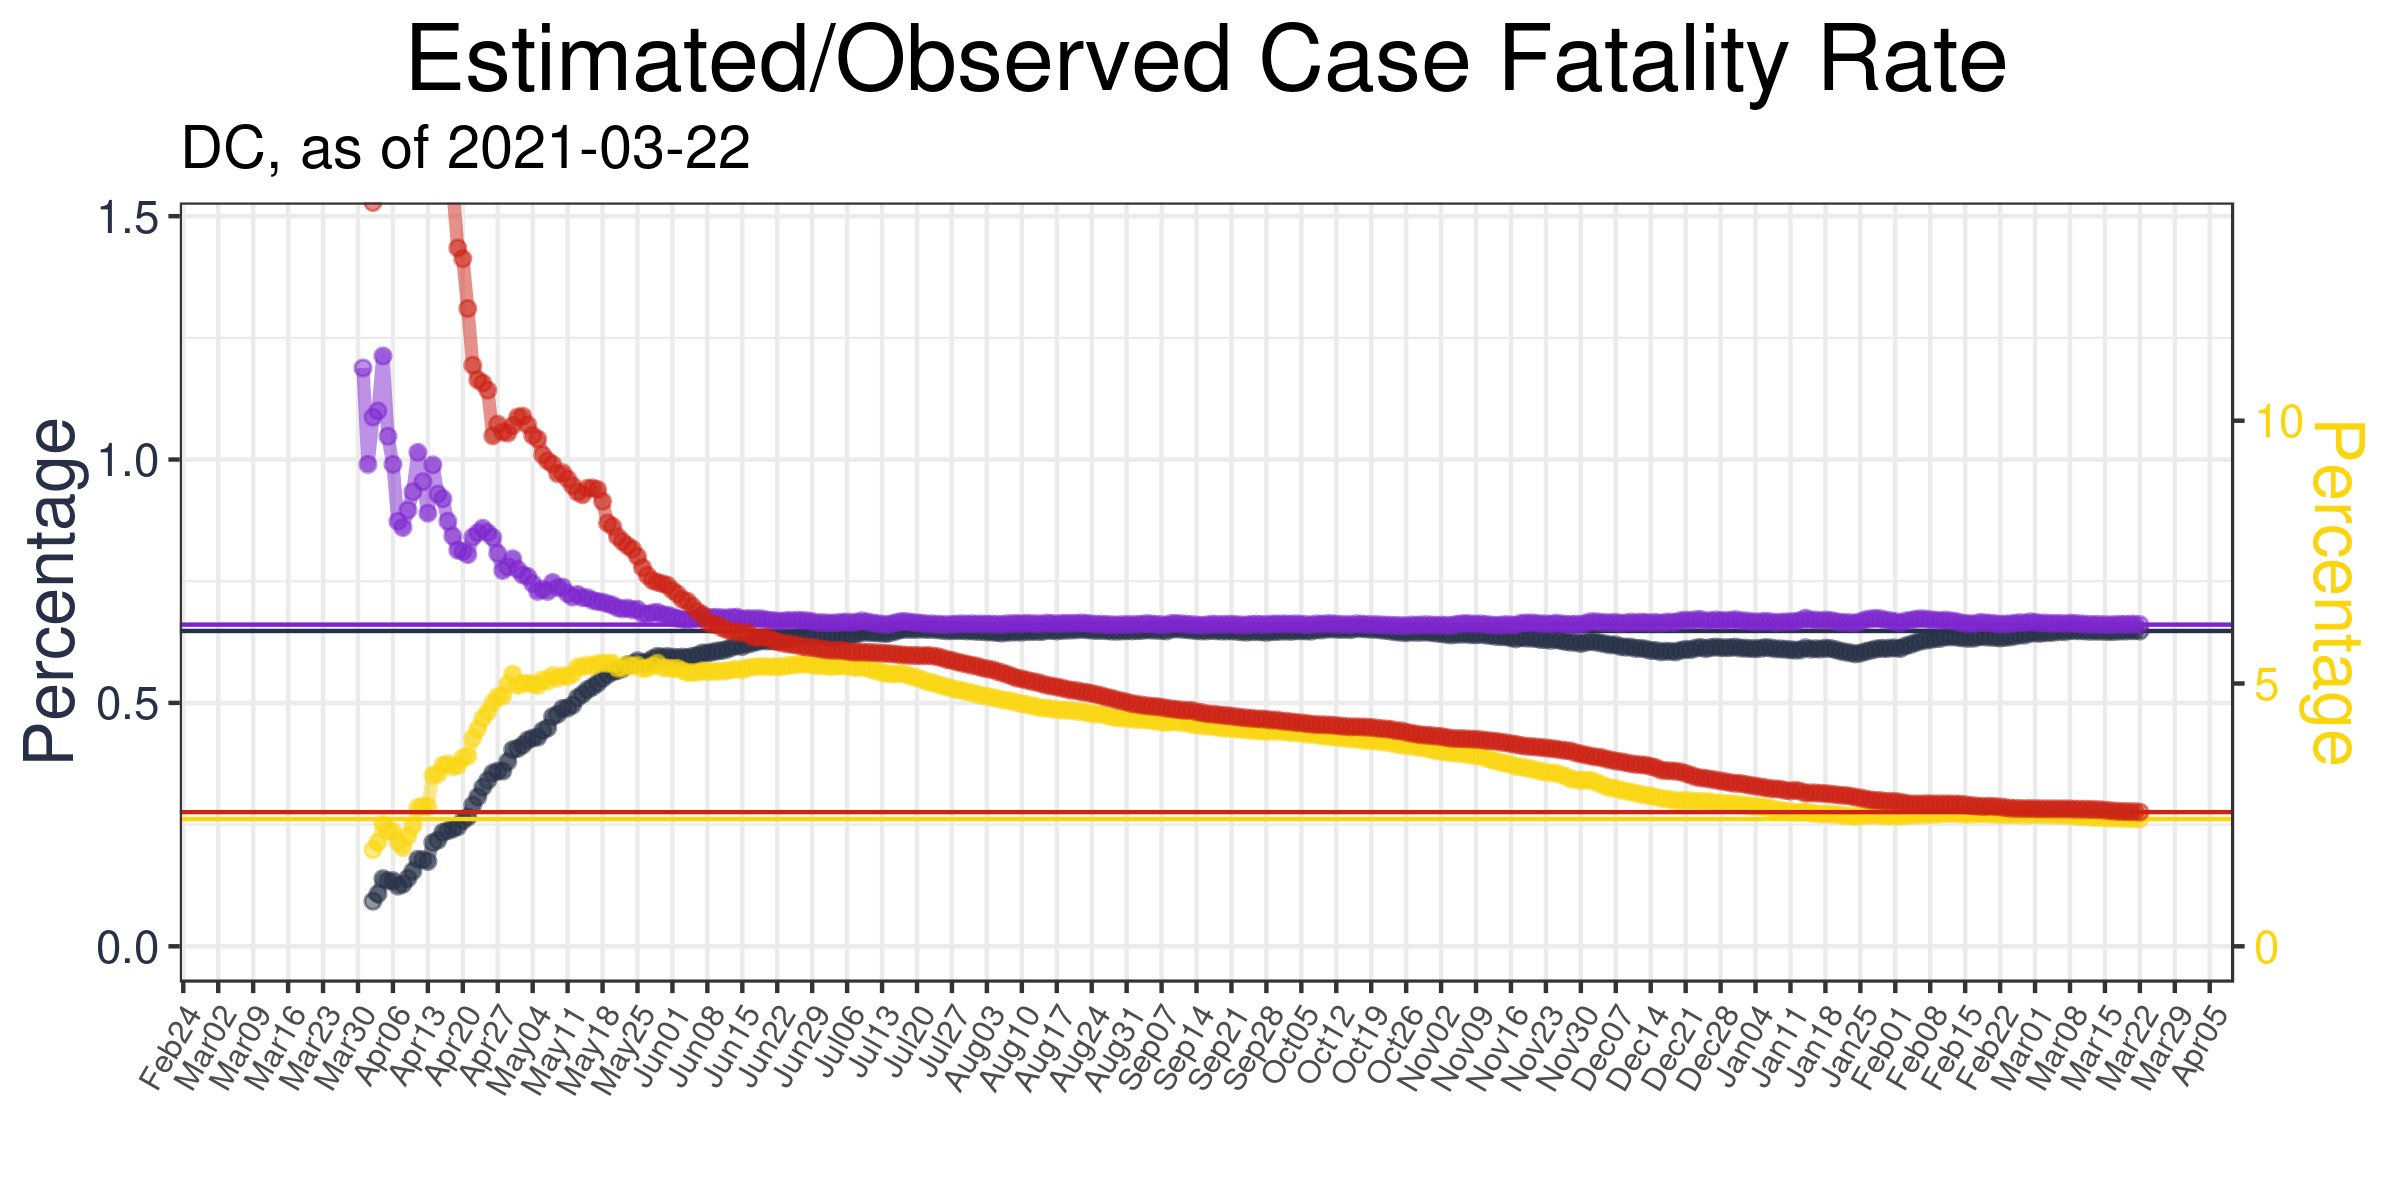 Estimated/Observed Case Fatality Rate
DC, as of 2021-03-22
Percentage
1.5
1.0
0.5
0.0
10
5
0
Percentage
Feb24
Mar02
Mar09
Mar16
Mar23
Mar30
Apr06
Apr13
Apr20
Apr27
May04
May11
May18
May25
Jun01
Jun08
Jun15
Jun22
Jun29
Jul06
Jul13
Jul20
Jul27
Aug03
Aug10
Aug17
Aug24
Aug31
Sep07
Sep14
Sep21
Sep28
Oct05
Oct12
Oct19
Oct26
Nov02
Nov09
Nov16
Nov23
Nov30
Dec07
Dec14
Dec21
Dec28
Jan04
Jan11
Jan18
Jan25
Feb01
Feb08
Feb15
Feb22
Mar01
Mar08
Mar15
Mar22
Mar29
Apr05